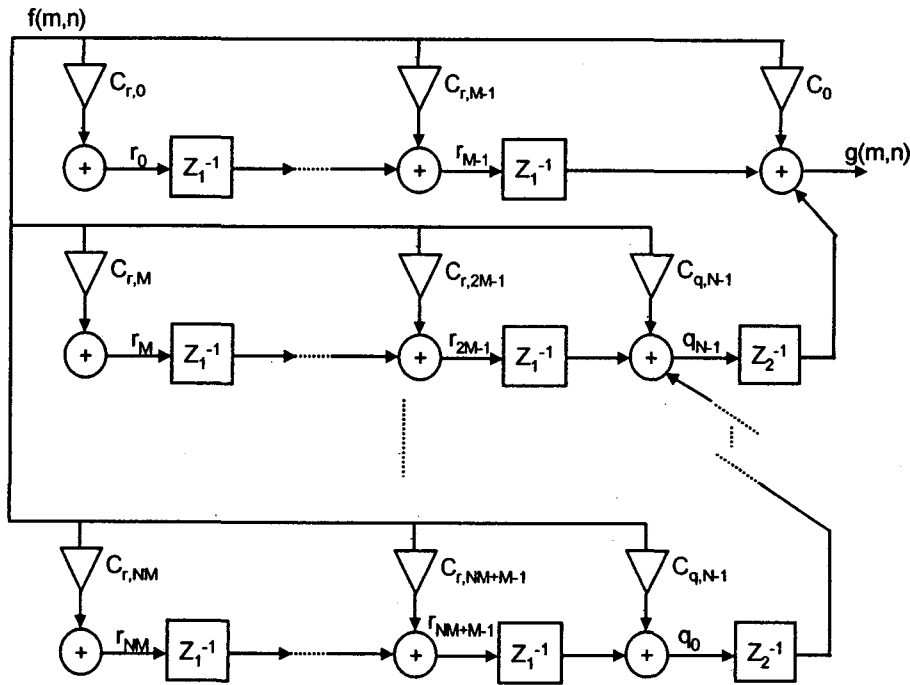 f(m,n)
C_{r,0} C_{r,M-1} C_0
+ r_0 Z_1^{-1} + r_{M-1} Z_1^{-1} + g(m,n)
C_{r,M} C_{r,2M-1} C_{q,N-1}
+ r_M Z_1^{-1} + r_{2M-1} Z_1^{-1} + q_{N-1} Z_2^{-1}
C_{r,NM} C_{r,NM+M-1} C_{q,N-1}
+ r_{NM} Z_1^{-1} + r_{NM+M-1} Z_1^{-1} + q_0 Z_2^{-1}